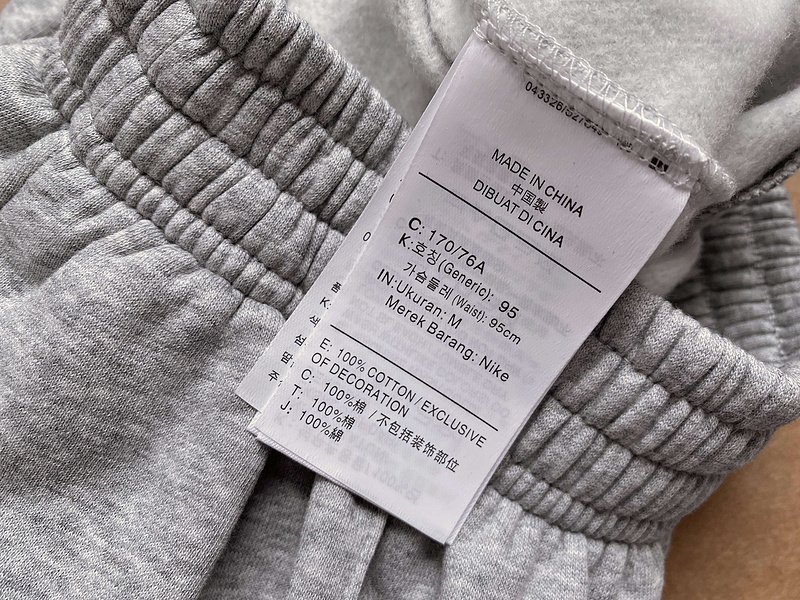 MADE IN CHINA
中国製
DIBUAT DI CINA
C: 170/76A
K:호칭(Generic): 95
가슴둘레 (Waist): 95cm
IN:Ukuran: M
Merek Barang: Nike
E: 100% COTTON / EXCLUSIVE
OF DECORATION
C: 100%棉 / 不包括装饰部位
T: 100%棉
J: 100%綿